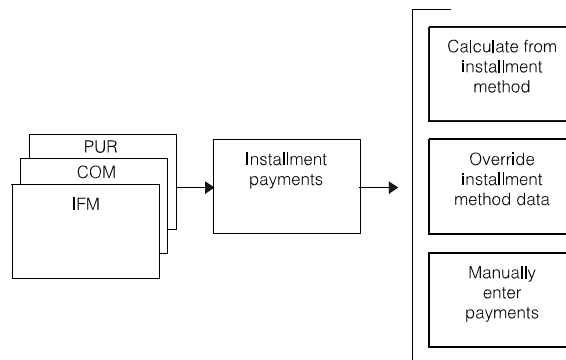 PUR
COM
IFM
Installment
payments
Calculate from
installment
method
Override
installment
method data
Manually
enter
payments